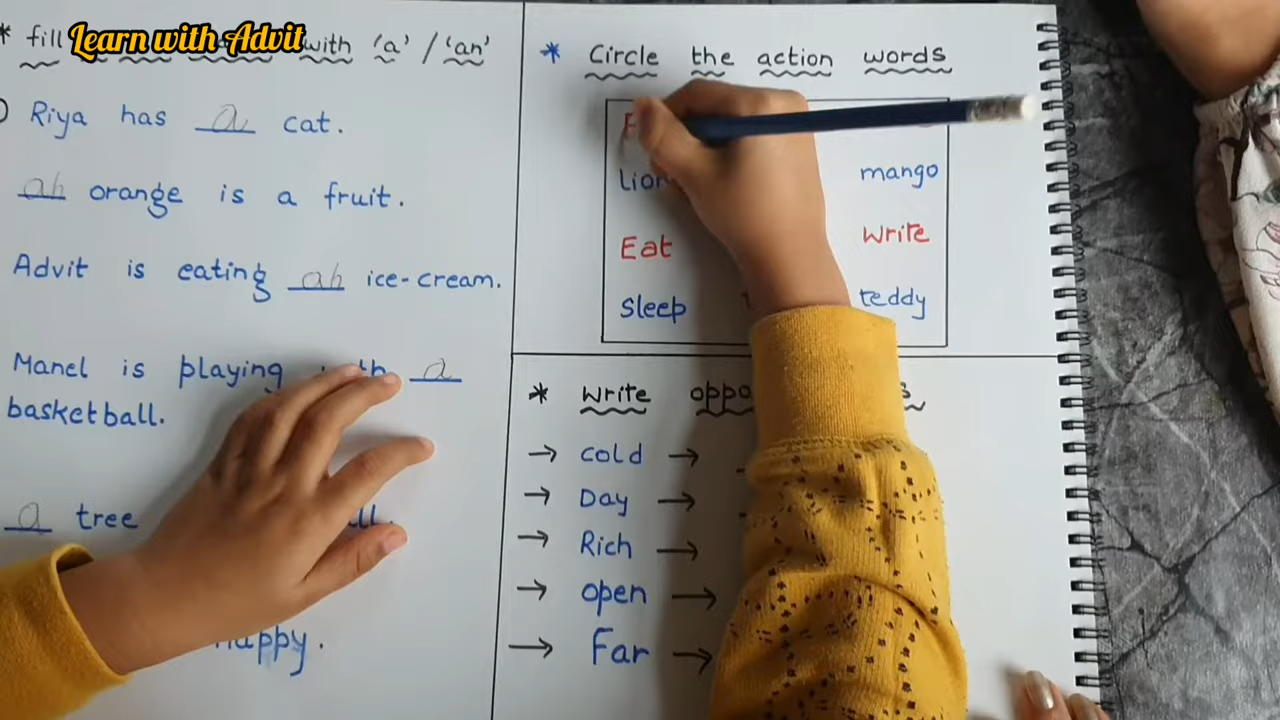 * fill with 'a' / 'an'
Learn with Advit
Riya has a cat.
an orange is a fruit.
Advit is eating an ice-cream.
Manel is playing a
basketball.
a tree
happy.
* Circle the action words
lion mango
Eat write
sleep teddy
* write
→ cold →
→ Day →
→ Rich →
→ open →
→ Far →